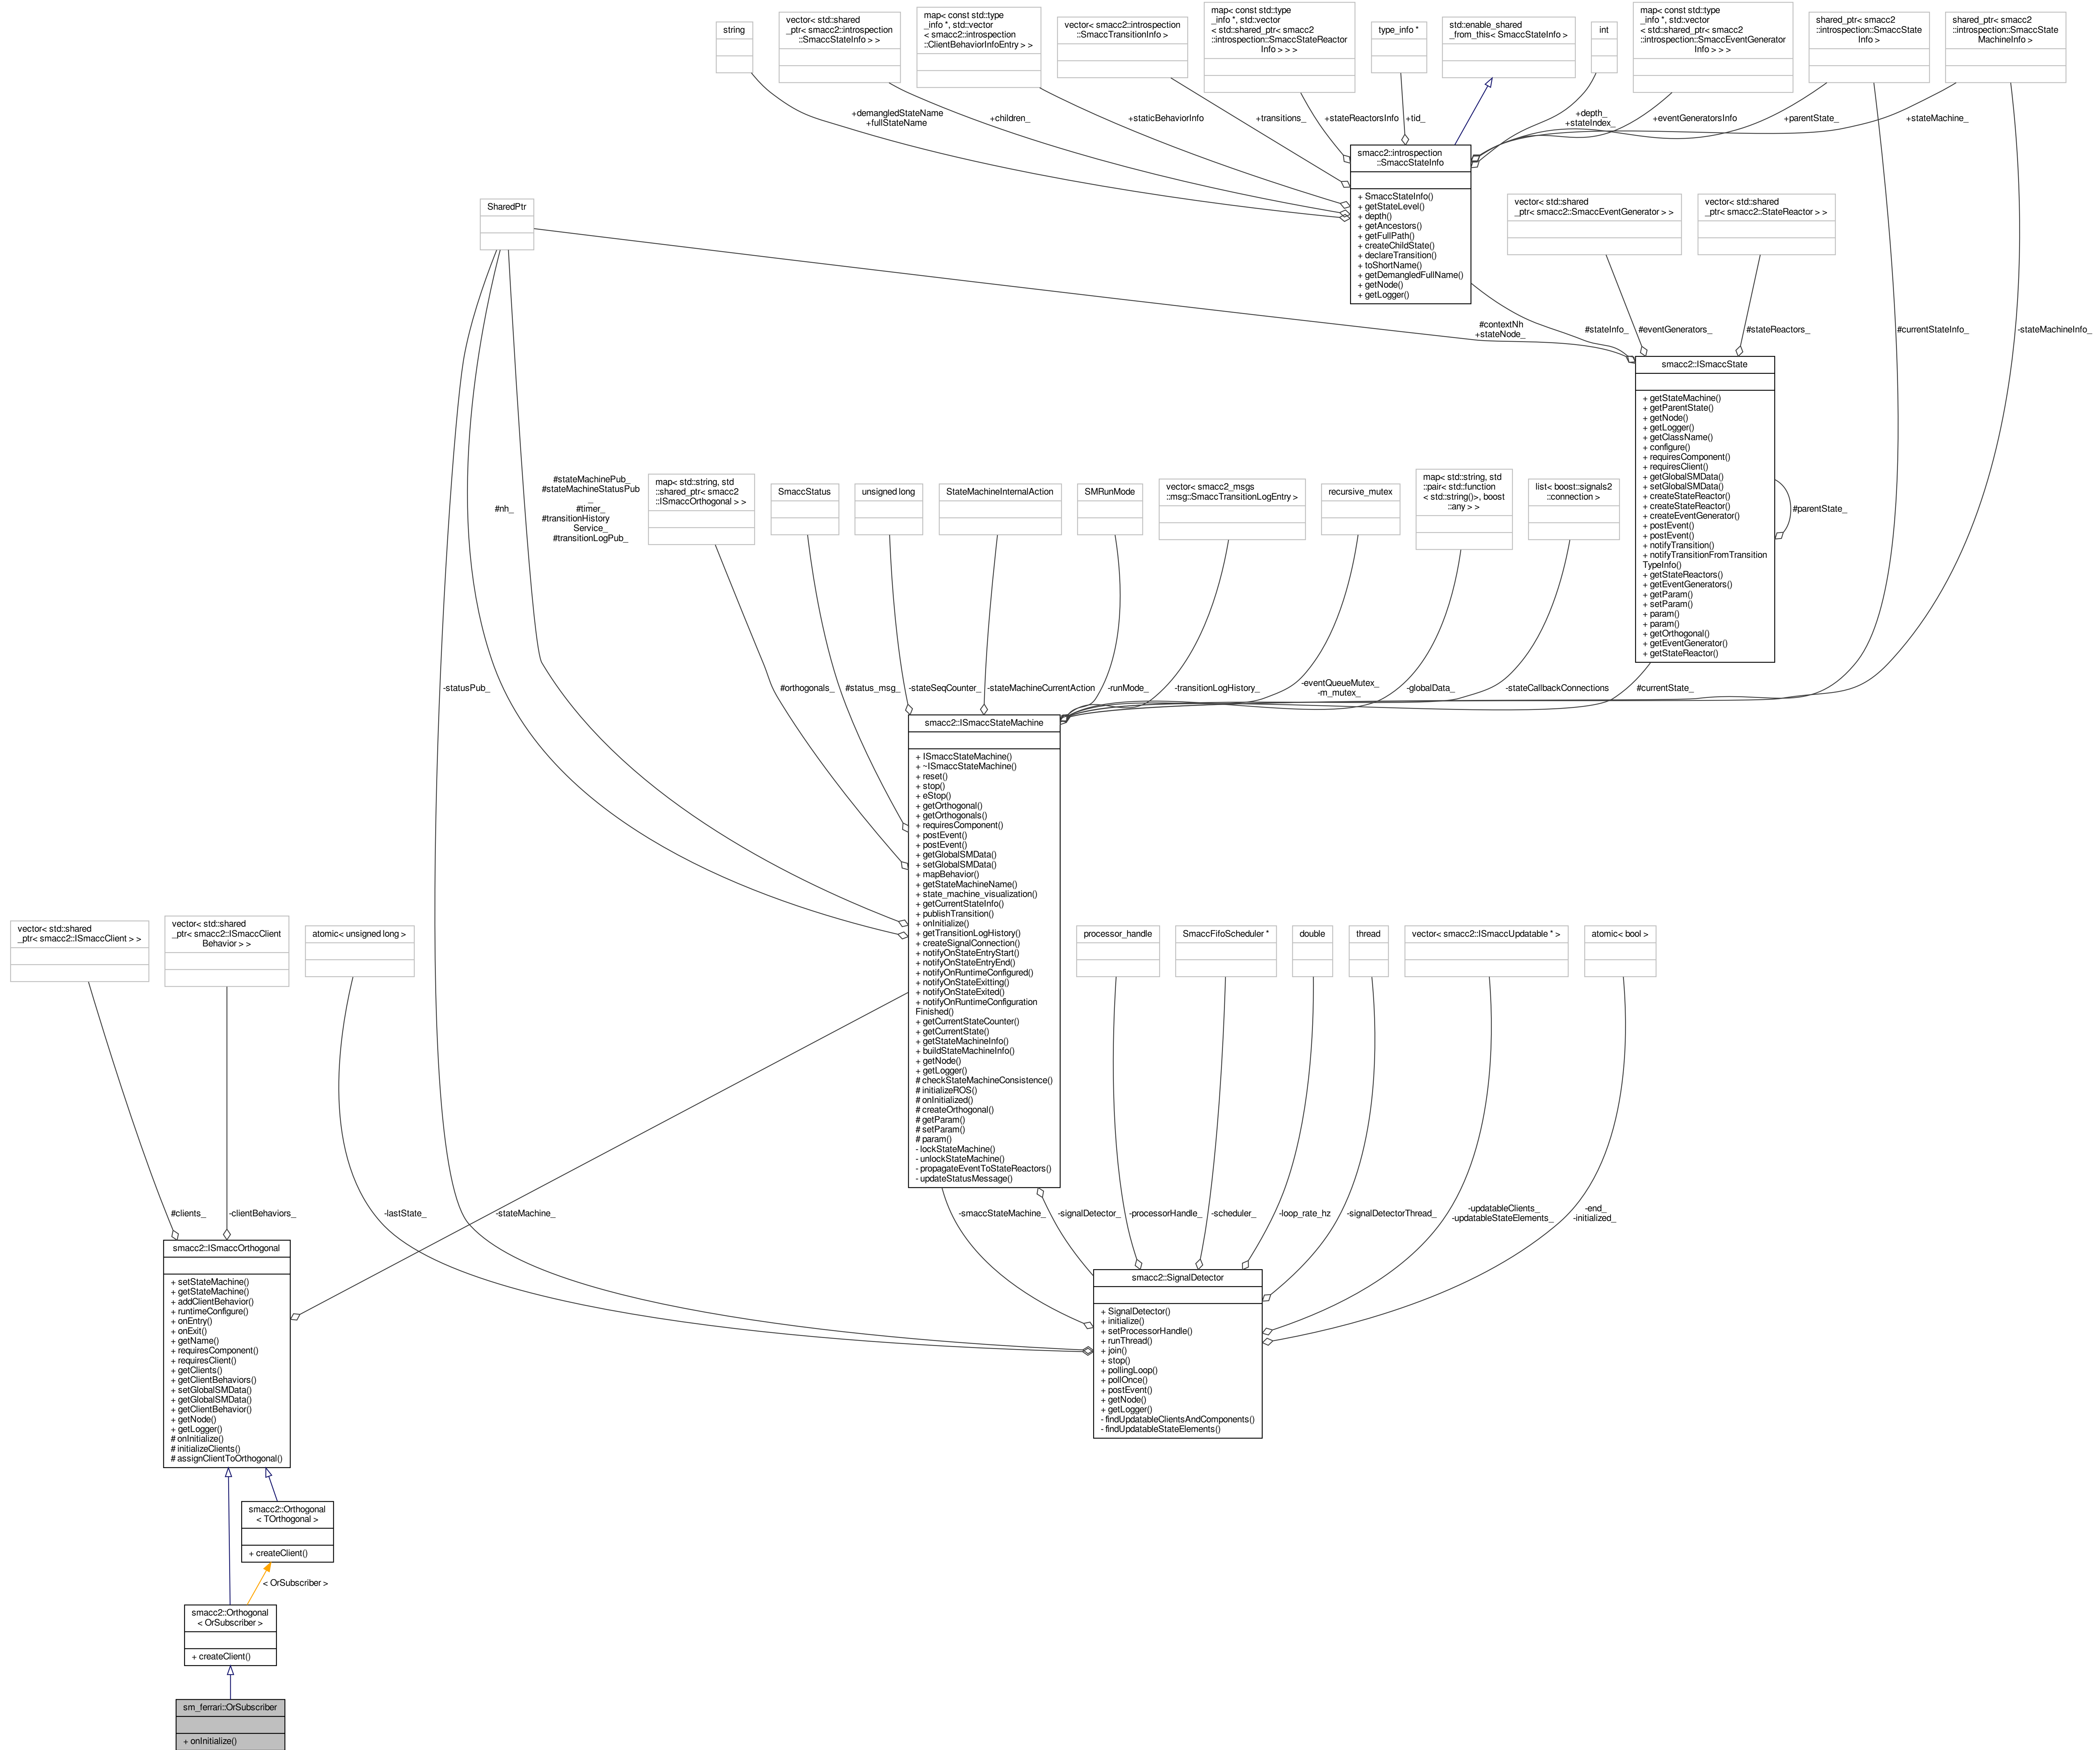 string
vector< std::shared
_ptr< smacc2::introspection
::SmaccStateInfo > >
map< const std::type
_info *, std::vector
< smacc2::introspection
::ClientBehaviorInfoEntry > >
vector< smacc2::introspection
::SmaccTransitionInfo >
map< const std::type
_info *, std::vector
< std::shared_ptr< smacc2
::introspection::SmaccStateReactor
Info > > >
type_info *
std::enable_shared
_from_this< SmaccStateInfo >
int
map< const std::type
_info *, std::vector
< std::shared_ptr< smacc2
::introspection::SmaccEventGenerator
Info > > >
shared_ptr< smacc2
::introspection::SmaccState
Info >
shared_ptr< smacc2
::introspection::SmaccState
MachineInfo >
+demangledStateName
+fullStateName
+children_
+staticBehaviorInfo
+transitions_
+stateReactorsInfo
+tid_
+depth_
+stateIndex_
+eventGeneratorsInfo
+parentState_
+stateMachine_
smacc2::introspection
::SmaccStateInfo
+ SmaccStateInfo()
+ getStateLevel()
+ depth()
+ getAncestors()
+ getFullPath()
+ createChildState()
+ declareTransition()
+ toShortName()
+ getDemangledFullName()
+ getNode()
+ getLogger()
SharedPtr
vector< std::shared
_ptr< smacc2::SmaccEventGenerator > >
vector< std::shared
_ptr< smacc2::StateReactor > >
#contextNh
+stateNode_
#stateInfo_
#eventGenerators_
#stateReactors_
#currentStateInfo_
-stateMachineInfo_
smacc2::ISmaccState
+ getStateMachine()
+ getParentState()
+ getNode()
+ getLogger()
+ getClassName()
+ configure()
+ requiresComponent()
+ requiresClient()
+ getGlobalSMData()
+ setGlobalSMData()
+ createStateReactor()
+ createStateReactor()
+ createEventGenerator()
+ postEvent()
+ postEvent()
+ notifyTransition()
+ notifyTransitionFromTransition
TypeInfo()
+ getStateReactors()
+ getEventGenerators()
+ getParam()
+ setParam()
+ param()
+ param()
+ getOrthogonal()
+ getEventGenerator()
+ getStateReactor()
#parentState_
#nh_
#stateMachinePub_
#stateMachineStatusPub
_
#timer_
#transitionHistory
Service_
#transitionLogPub_
map< std::string, std
::shared_ptr< smacc2
::ISmaccOrthogonal > >
SmaccStatus
unsigned long
StateMachineInternalAction
SMRunMode
vector< smacc2_msgs
::msg::SmaccTransitionLogEntry >
recursive_mutex
map< std::string, std
::pair< std::function
< std::string()>, boost
::any > >
list< boost::signals2
::connection >
-statusPub_
#orthogonals_
#status_msg_
-stateSeqCounter_
-stateMachineCurrentAction
-runMode_
-transitionLogHistory_
-eventQueueMutex_
-m_mutex_
-globalData_
-stateCallbackConnections
#currentState_
smacc2::ISmaccStateMachine
+ ISmaccStateMachine()
+ ~ISmaccStateMachine()
+ reset()
+ stop()
+ eStop()
+ getOrthogonal()
+ getOrthogonals()
+ requiresComponent()
+ postEvent()
+ postEvent()
+ getGlobalSMData()
+ setGlobalSMData()
+ mapBehavior()
+ getStateMachineName()
+ state_machine_visualization()
+ getCurrentStateInfo()
+ publishTransition()
+ onInitialize()
+ getTransitionLogHistory()
+ createSignalConnection()
+ notifyOnStateEntryStart()
+ notifyOnStateEntryEnd()
+ notifyOnRuntimeConfigured()
+ notifyOnStateExitting()
+ notifyOnStateExited()
+ notifyOnRuntimeConfiguration
Finished()
+ getCurrentStateCounter()
+ getCurrentState()
+ getStateMachineInfo()
+ buildStateMachineInfo()
+ getNode()
+ getLogger()
# checkStateMachineConsistence()
# initializeROS()
# onInitialized()
# createOrthogonal()
# getParam()
# setParam()
# param()
- lockStateMachine()
- unlockStateMachine()
- propagateEventToStateReactors()
- updateStatusMessage()
vector< std::shared
_ptr< smacc2::ISmaccClient > >
vector< std::shared
_ptr< smacc2::ISmaccClient
Behavior > >
atomic< unsigned long >
processor_handle
SmaccFifoScheduler *
double
thread
vector< smacc2::ISmaccUpdatable * >
atomic< bool >
#clients_
-clientBehaviors_
-lastState_
-stateMachine_
-smaccStateMachine_
-signalDetector_
-processorHandle_
-scheduler_
-loop_rate_hz
-signalDetectorThread_
-updatableClients_
-updatableStateElements_
-end_
-initialized_
smacc2::ISmaccOrthogonal
+ setStateMachine()
+ getStateMachine()
+ addClientBehavior()
+ runtimeConfigure()
+ onEntry()
+ onExit()
+ getName()
+ requiresComponent()
+ requiresClient()
+ getClients()
+ getClientBehaviors()
+ setGlobalSMData()
+ getGlobalSMData()
+ getClientBehavior()
+ getNode()
+ getLogger()
# onInitialize()
# initializeClients()
# assignClientToOrthogonal()
smacc2::SignalDetector
+ SignalDetector()
+ initialize()
+ setProcessorHandle()
+ runThread()
+ join()
+ stop()
+ pollingLoop()
+ pollOnce()
+ postEvent()
+ getNode()
+ getLogger()
- findUpdatableClientsAndComponents()
- findUpdatableStateElements()
smacc2::Orthogonal
< TOrthogonal >
+ createClient()
< OrSubscriber >
smacc2::Orthogonal
< OrSubscriber >
+ createClient()
sm_ferrari::OrSubscriber
+ onInitialize()